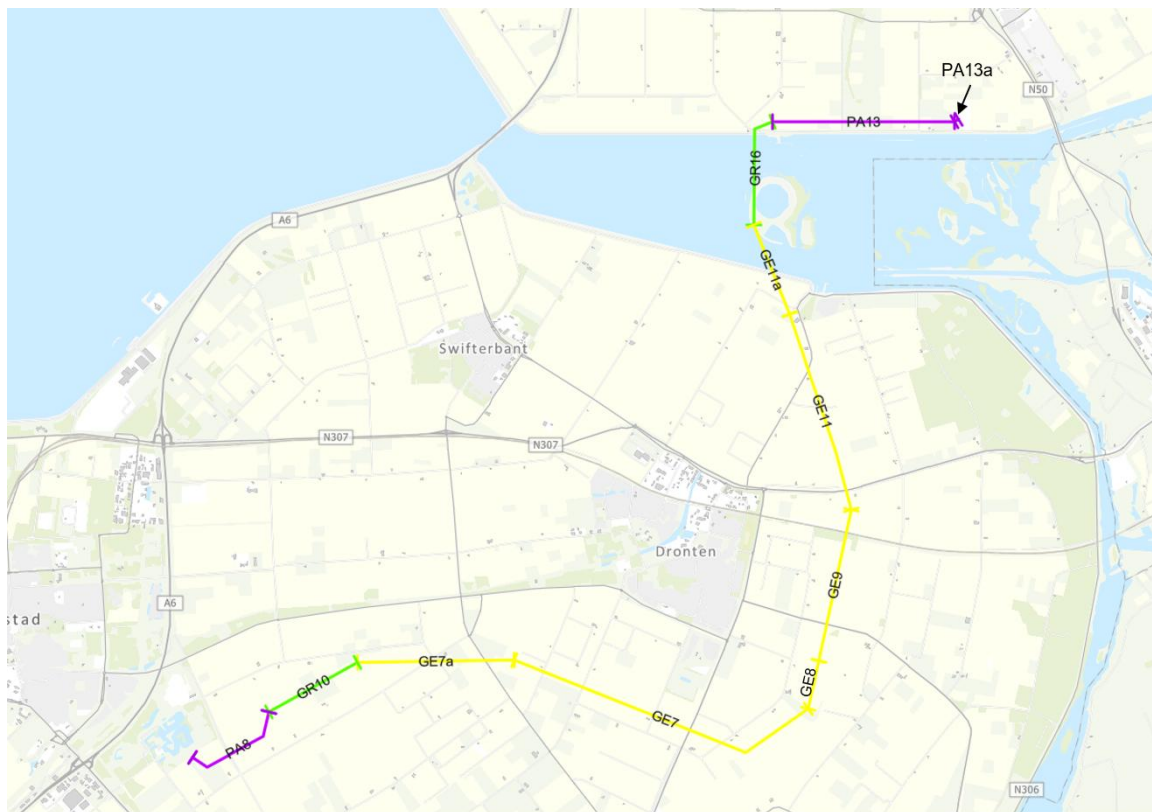 PA13a
N50
PA13
GR16
A6
GE11a
Swifterbant
GE11
N307
N307
Dronten
GE9
A6
stad
GE7a
GE8
GR10
GE7
PA8
N306